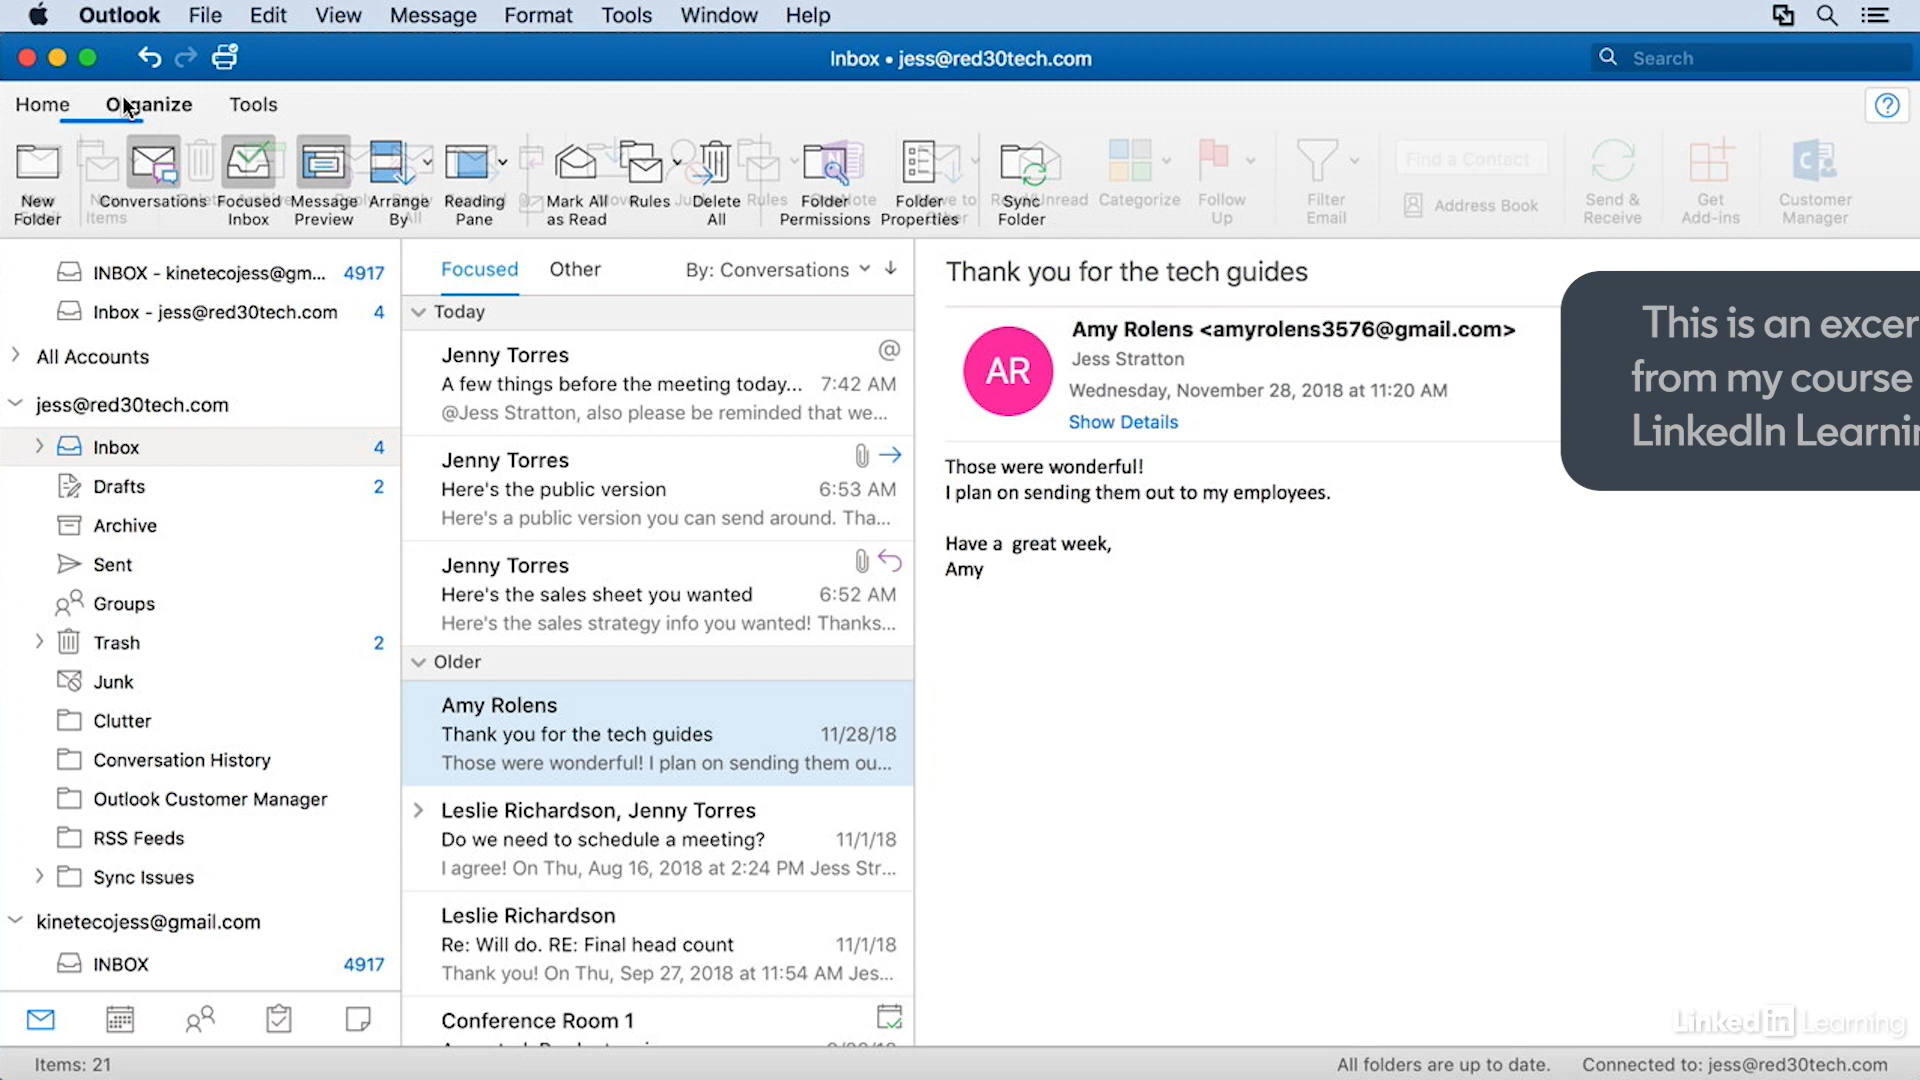 Outlook File Edit View Message Format Tools Window Help
Inbox • jess@red30tech.com
Search
Home Organize Tools
New Folder
Conversations
Focused Inbox
Message Preview
Arrange By
Reading Pane
Mark All as Read
Rules
Delete All
Folder Permissions
Folder Properties
Sync Folder
Categorize
Follow Up
Filter Email
Find a Contact
Address Book
Send & Receive
Get Add-ins
Customer Manager
INBOX - kinetecojess@gm... 4917
Inbox - jess@red30tech.com 4
All Accounts
jess@red30tech.com
Inbox 4
Drafts 2
Archive
Sent
Groups
Trash 2
Junk
Clutter
Conversation History
Outlook Customer Manager
RSS Feeds
Sync Issues
kinetecojess@gmail.com
INBOX 4917
Focused Other By: Conversations
Today
Jenny Torres
A few things before the meeting today... 7:42 AM
@Jess Stratton, also please be reminded that we...
Jenny Torres
Here's the public version 6:53 AM
Here's a public version you can send around. Tha...
Jenny Torres
Here's the sales sheet you wanted 6:52 AM
Here's the sales strategy info you wanted! Thanks...
Older
Amy Rolens
Thank you for the tech guides 11/28/18
Those were wonderful! I plan on sending them ou...
Leslie Richardson, Jenny Torres
Do we need to schedule a meeting? 11/1/18
I agree! On Thu, Aug 16, 2018 at 2:24 PM Jess Str...
Leslie Richardson
Re: Will do. RE: Final head count 11/1/18
Thank you! On Thu, Sep 27, 2018 at 11:54 AM Jes...
Conference Room 1
Thank you for the tech guides
AR
Amy Rolens <amyrolens3576@gmail.com>
Jess Stratton
Wednesday, November 28, 2018 at 11:20 AM
Show Details
Those were wonderful!
I plan on sending them out to my employees.
Have a great week,
Amy
This is an excer
from my course
LinkedIn Learnin
LinkedIn Learning
Items: 21
All folders are up to date. Connected to: jess@red30tech.com